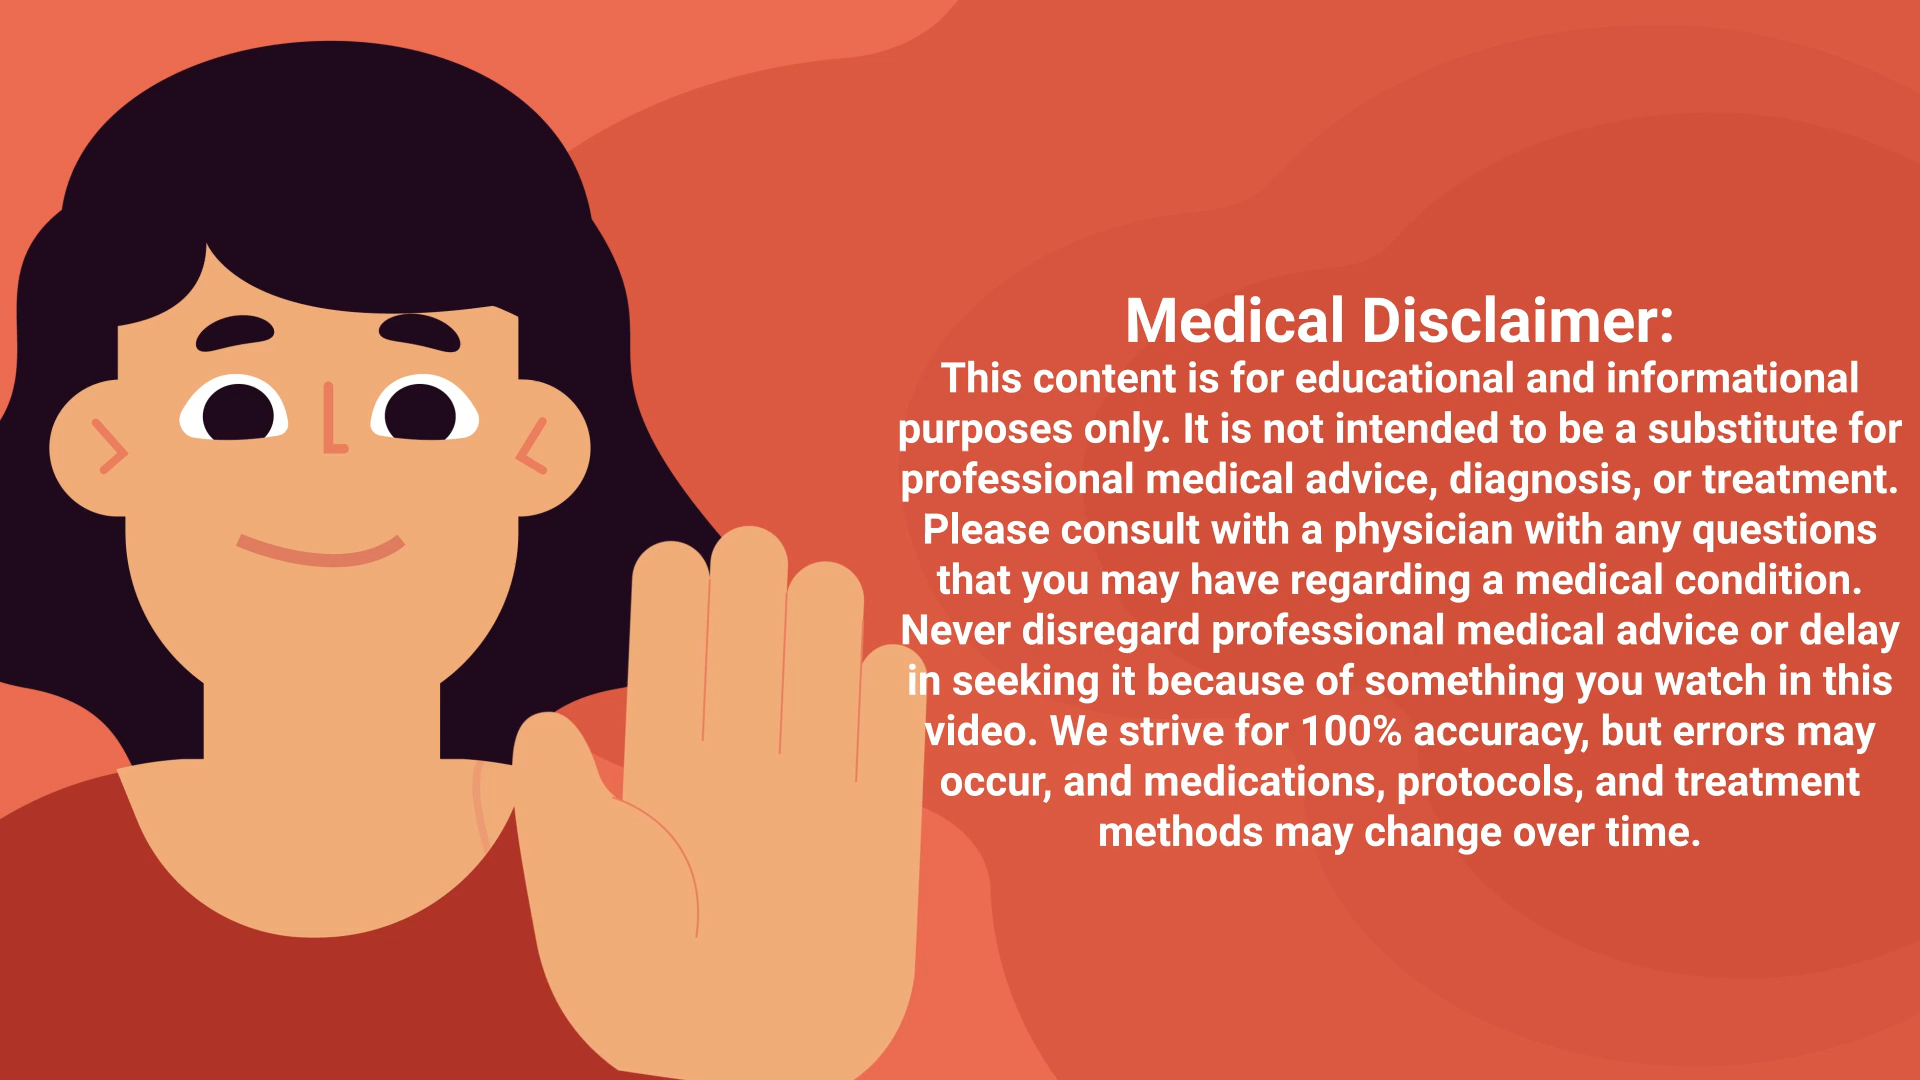 Medical Disclaimer:
This content is for educational and informational
purposes only. It is not intended to be a substitute for
professional medical advice, diagnosis, or treatment.
Please consult with a physician with any questions
that you may have regarding a medical condition.
Never disregard professional medical advice or delay
in seeking it because of something you watch in this
video. We strive for 100% accuracy, but errors may
occur, and medications, protocols, and treatment
methods may change over time.